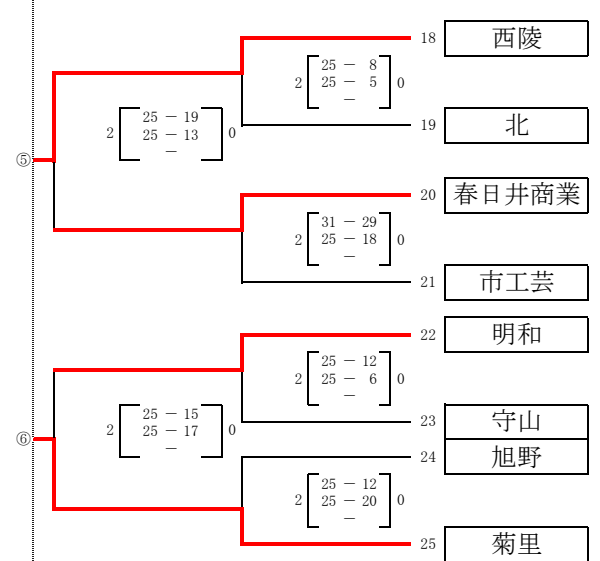 18 西陵
2 25 － 8 0
25 － 5
－
19 北
2 25 － 19 0
25 － 13
－
⑤
20 春日井商業
2 31 － 29 0
25 － 18
－
21 市工芸
22 明和
2 25 － 12 0
25 － 6
－
23 守山
2 25 － 15 0
25 － 17
－
⑥
24 旭野
2 25 － 12 0
25 － 20
－
25 菊里